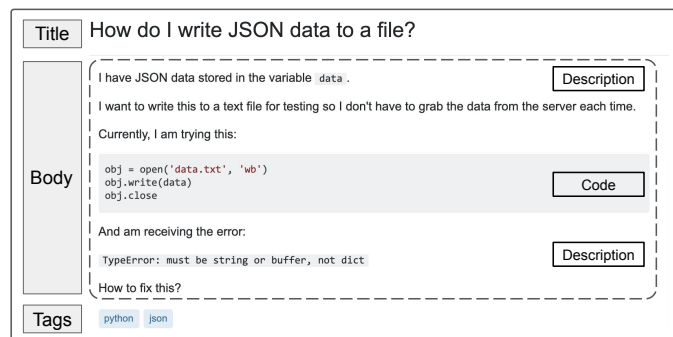 Title How do I write JSON data to a file?
I have JSON data stored in the variable data . Description
I want to write this to a text file for testing so I don't have to grab the data from the server each time.
Currently, I am trying this:
Body
obj = open('data.txt', 'wb')
obj.write(data) Code
obj.close
And am receiving the error:
TypeError: must be string or buffer, not dict Description
How to fix this?
Tags python json